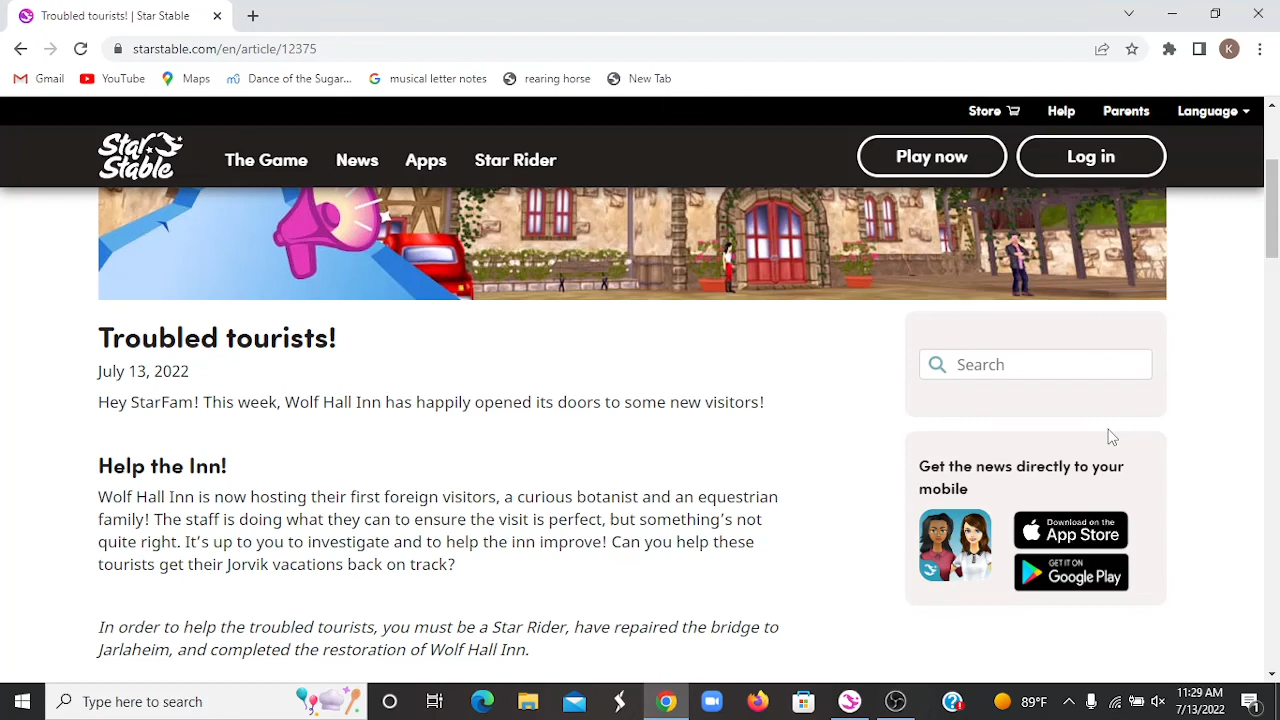 Troubled tourists! | Star Stable
starstable.com/en/article/12375
K
Gmail YouTube Maps Dance of the Sugar... musical letter notes rearing horse New Tab
Store Help Parents Language
Star Stable
The Game News Apps Star Rider Play now Log in
Troubled tourists!
July 13, 2022
Hey StarFam! This week, Wolf Hall Inn has happily opened its doors to some new visitors!
Help the Inn!
Wolf Hall Inn is now hosting their first foreign visitors, a curious botanist and an equestrian
family! The staff is doing what they can to ensure the visit is perfect, but something's not
quite right. It's up to you to investigate and to help the inn improve! Can you help these
tourists get their Jorvik vacations back on track?
In order to help the troubled tourists, you must be a Star Rider, have repaired the bridge to
Jarlaheim, and completed the restoration of Wolf Hall Inn.
Search
Get the news directly to your
mobile
Download on the
App Store
GET IT ON
Google Play
Type here to search
89°F
11:29 AM
7/13/2022